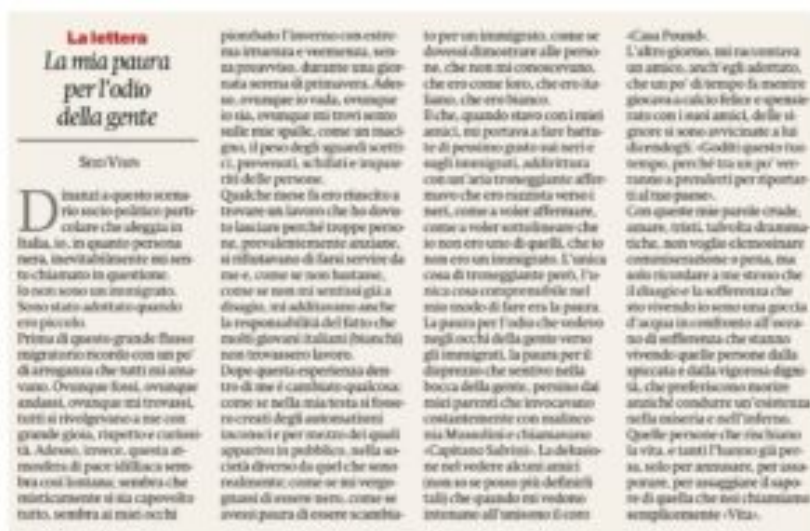 La lettera
La mia paura
per l'odio
della gente
Seid Visin
Dinanzi a questo scena-
rio socio politico parti-
colare che aleggia in
Italia, io, in quanto persona
nera, inevitabilmente mi sen-
to chiamato in questione.
Io non sono un immigrato.
Sono stato adottato quando
ero piccolo.
Prima di questo grande flusso
migratorio ricordo con un po'
di arroganza che tutti mi ama-
vano. Ovunque fossi, ovunque
andassi, ovunque mi trovassi,
tutti si rivolgevano a me con
grande gioia, rispetto e curiosi-
tà. Adesso, invece, questa at-
mosfera di pace idilliaca sem-
bra così lontana; sembra che
misticamente si sia capovolto
tutto, sembra ai miei occhi
piombato l'inverno con estre-
ma irruenza e veemenza, sen-
za preavviso, durante una gior-
nata serena di primavera. Ades-
so, ovunque io vada, ovunque
io sia, ovunque mi trovi sento
sulle mie spalle, come un maci-
gno, il peso degli sguardi scetti-
ci, prevenuti, schifati e impau-
riti delle persone.
Qualche mese fa ero riuscito a
trovare un lavoro che ho dovu-
to lasciare perché troppe perso-
ne, prevalentemente anziane,
si rifiutavano di farsi servire da
me e, come se non bastasse,
come se non mi sentissi già a
disagio, mi additavano anche
la responsabilità del fatto che
molti giovani italiani (bianchi)
non trovassero lavoro.
Dopo questa esperienza den-
tro di me è cambiato qualcosa:
come se nella mia testa si fosse-
ro creati degli automatismi
inconsci e per mezzo dei quali
apparivo in pubblico, nella so-
cietà diverso da quel che sono
realmente; come se mi vergo-
gnassi di essere nero, come se
avessi paura di essere scambia-
to per un immigrato, come se
dovessi dimostrare alle perso-
ne, che non mi conoscevano,
che ero come loro, che ero ita-
liano, che ero bianco.
Il che, quando stavo con i miei
amici, mi portava a fare battu-
te di pessimo gusto sui neri e
sugli immigrati, addirittura
con un'aria troneggiante affer-
mavo che ero razzista verso i
neri, come a voler affermare,
come a voler sottolineare che
io non ero uno di quelli, che io
non ero un immigrato. L'unica
cosa di troneggiante però, l'u-
nica cosa comprensibile nel
mio modo di fare era la paura.
La paura per l'odio che vedevo
negli occhi della gente verso
gli immigrati, la paura per il
disprezzo che sentivo nella
bocca della gente, persino dai
miei parenti che invocavano
costantemente con malinco-
nia Mussolini e chiamavano
«Capitano Salvini». La delusio-
ne nel vedere alcuni amici
(non so se posso più definirli
tali) che quando mi vedono
intonano all'unisono il coro
«Casa Pound».
L'altro giorno, mi raccontava
un amico, anch'egli adottato,
che un po' di tempo fa mentre
giocava a calcio felice e spensie-
rato con i suoi amici, delle si-
gnore si sono avvicinate a lui
dicendogli: «Goditi questo tuo
tempo, perché tra un po' ver-
ranno a prenderti per riportar-
ti al tuo paese».
Con queste mie parole crude,
amare, tristi, talvolta dramma-
tiche, non voglio elemosinare
commiserazione o pena, ma
solo ricordare a me stesso che
il disagio e la sofferenza che
sto vivendo io sono una goccia
d'acqua in confronto all'ocea-
no di sofferenza che stanno
vivendo quelle persone dalla
spiccata e dalla vigorosa digni-
tà, che preferiscono morire
anziché condurre un'esistenza
nella miseria e nell'inferno.
Quelle persone che rischiano
la vita, e tanti l'hanno già per-
sa, solo per annusare, per assa-
porare, per assaggiare il sapo-
re di quella che noi chiamiamo
semplicemente «Vita».